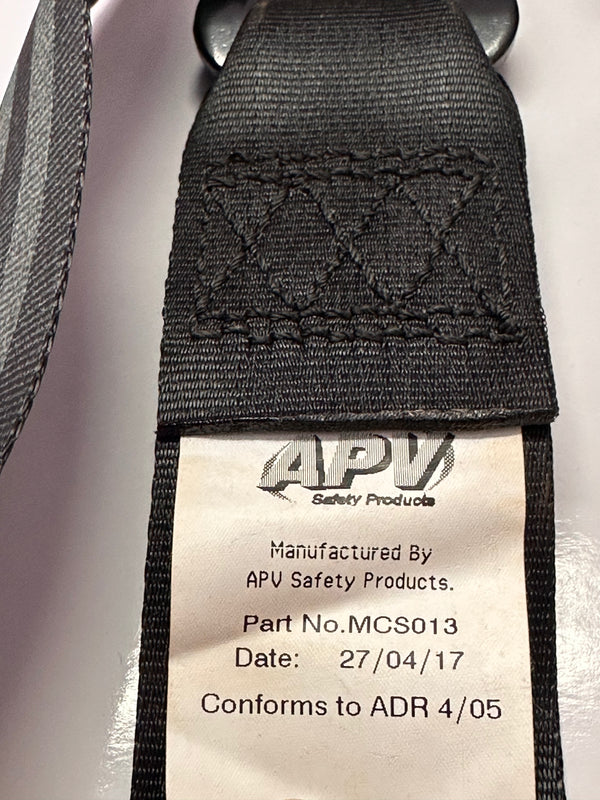 APV
Safety Products
Manufactured By
APV Safety Products.
Part No.MCS013
Date: 27/04/17
Conforms to ADR 4/05